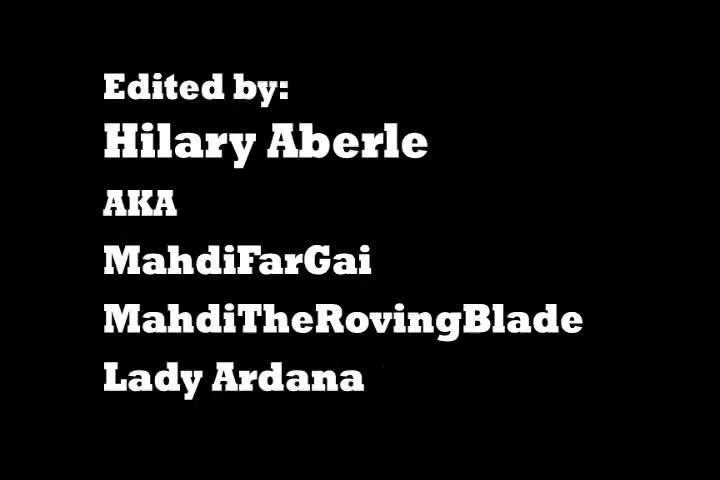 Edited by:
Hilary Aberle
AKA
MahdiFarGai
MahdiTheRovingBlade
Lady Ardana